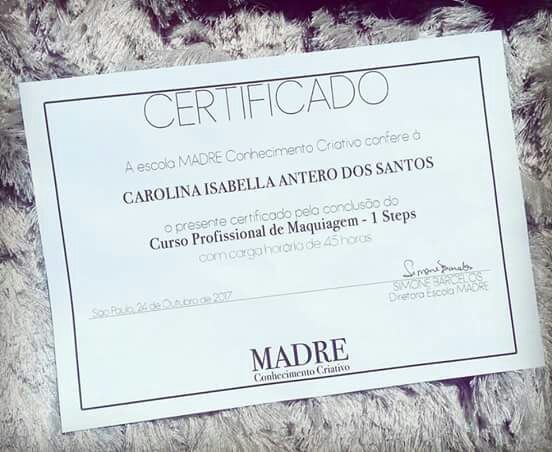 CERTIFICADO
A escola MADRE Conhecimento Criativo confere á
CAROLINA ISABELLA ANTERO DOS SANTOS
o presente certificado pela conclusão do
Curso Profissional de Maquiagem - 1 Steps
com carga horária de 45 horas
Simone Barcelos
São Paulo, 24 de Outubro de 2017
SIMONE BARCELOS
Diretora Escola MADRE
MADRE
Conhecimento Criativo